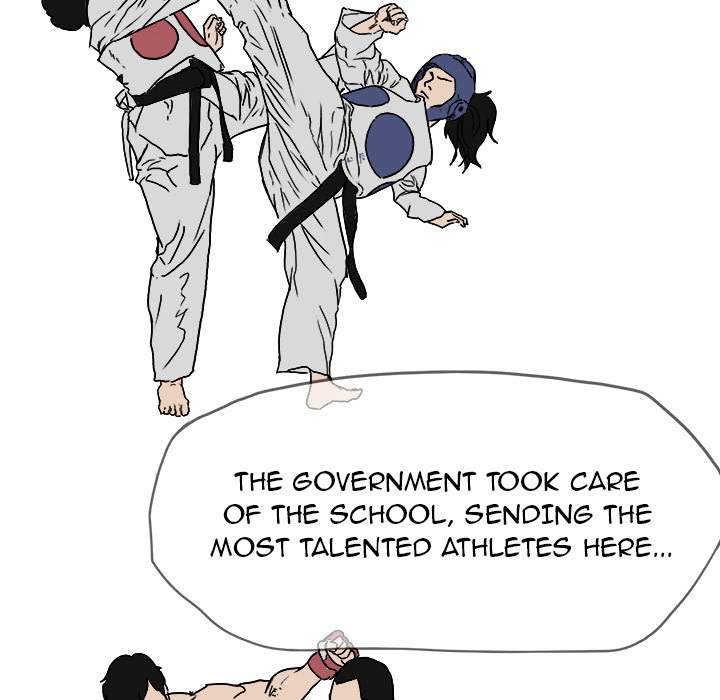 THE GOVERNMENT TOOK CARE
OF THE SCHOOL, SENDING THE
MOST TALENTED ATHLETES HERE...